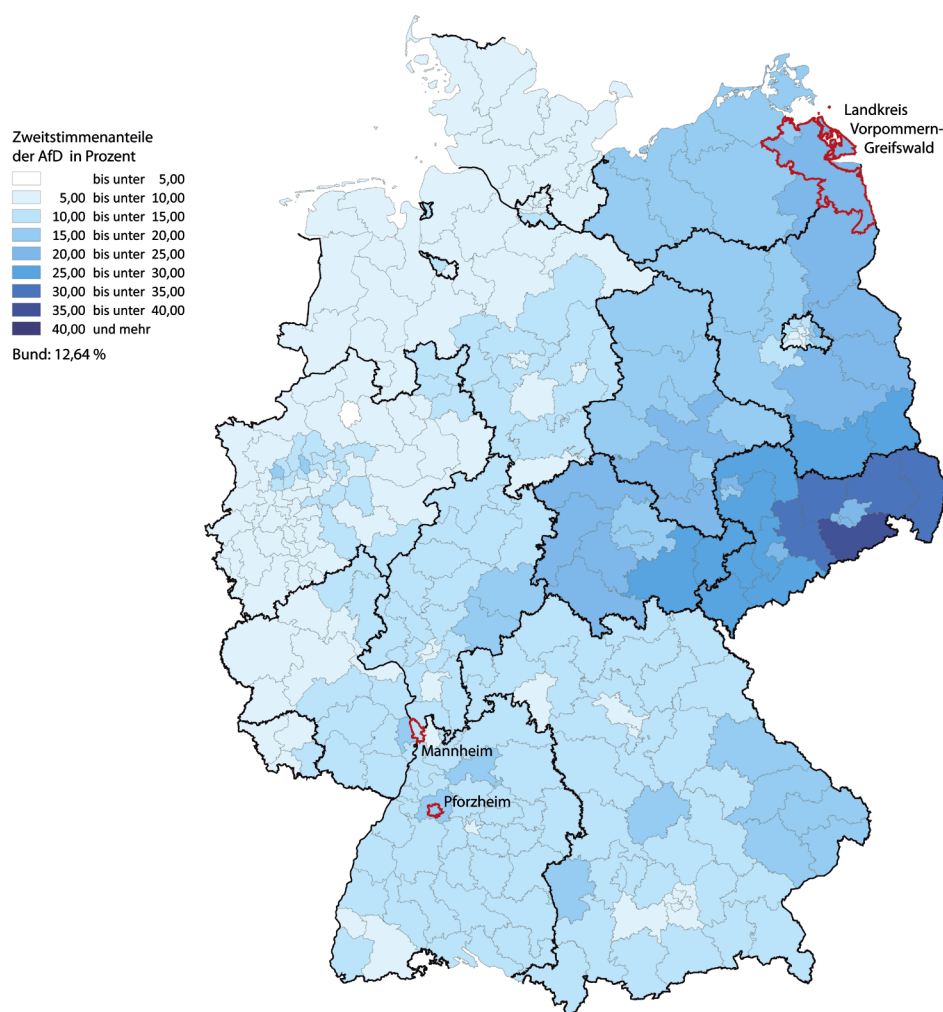 Zweitstimmenanteile
der AfD in Prozent
bis unter 5,00
5,00 bis unter 10,00
10,00 bis unter 15,00
15,00 bis unter 20,00
20,00 bis unter 25,00
25,00 bis unter 30,00
30,00 bis unter 35,00
35,00 bis unter 40,00
40,00 und mehr
Bund: 12,64 %
Landkreis
Vorpommern-
Greifswald
Mannheim
Pforzheim